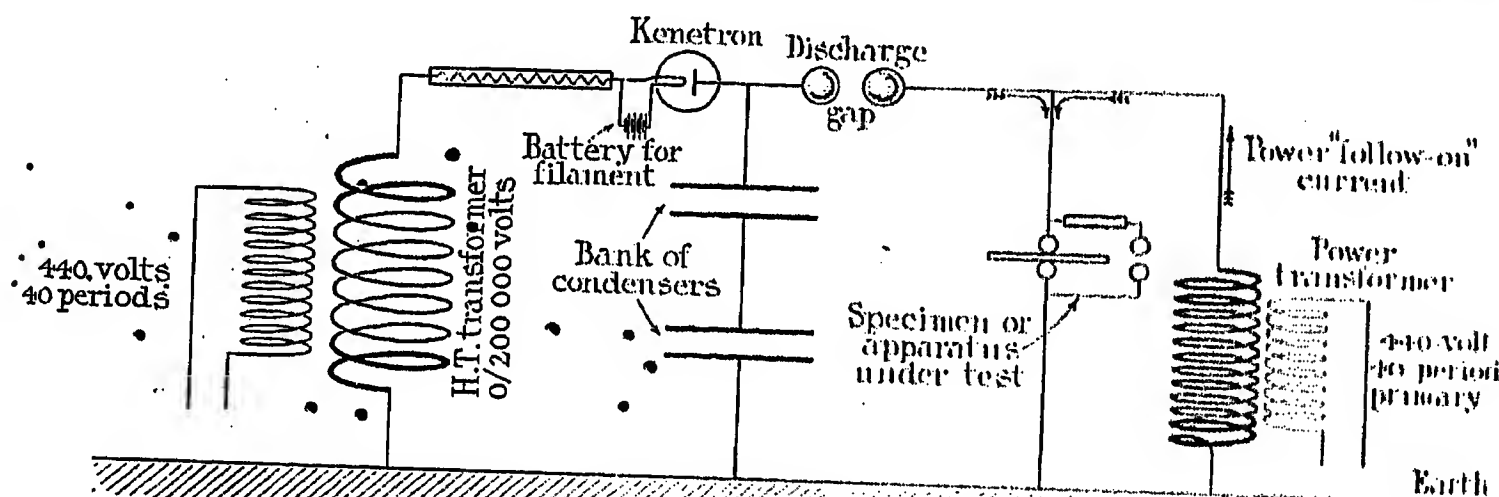 Kenetron
Discharge
gap
Battery for
filament
Power "follow-on"
current
440 volts
40 periods
H.T. transformer
0/200 000 volts
Bank of
condensers
Specimen or
apparatus
under test
Power
transformer
440-volt
40 period
primary
Earth